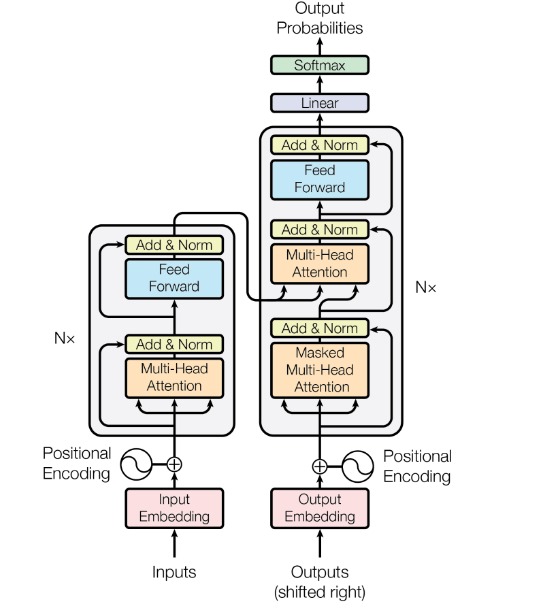 Output
Probabilities
Softmax
Linear
Add & Norm
Feed
Forward
Add & Norm
Multi-Head
Attention
Add & Norm
Masked
Multi-Head
Attention
N×
Positional
Encoding
Output
Embedding
Outputs
(shifted right)
Add & Norm
Feed
Forward
Add & Norm
Multi-Head
Attention
N×
Positional
Encoding
Input
Embedding
Inputs